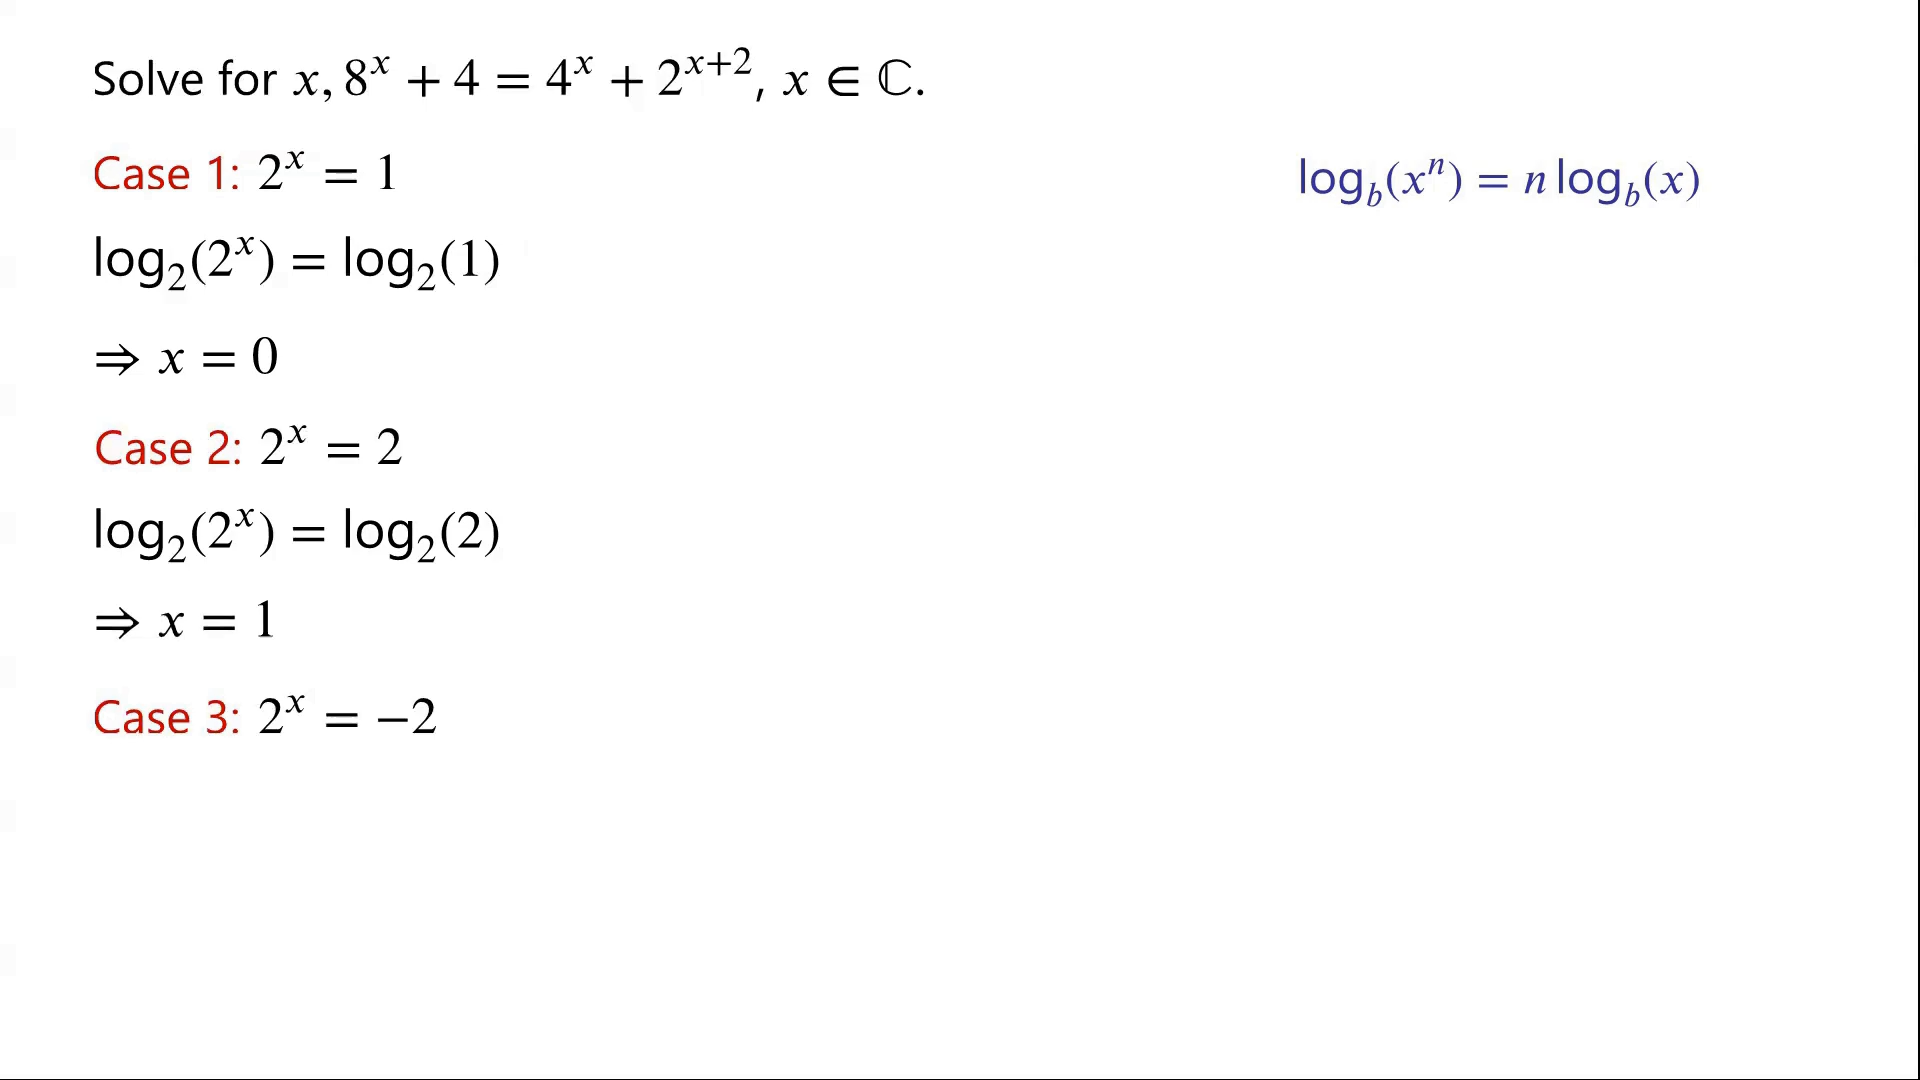 Solve for x, 8^x + 4 = 4^x + 2^{x+2}, x ∈ ℂ.
Case 1: 2^x = 1
log_b(x^n) = n log_b(x)
log_2(2^x) = log_2(1)
⇒ x = 0
Case 2: 2^x = 2
log_2(2^x) = log_2(2)
⇒ x = 1
Case 3: 2^x = −2